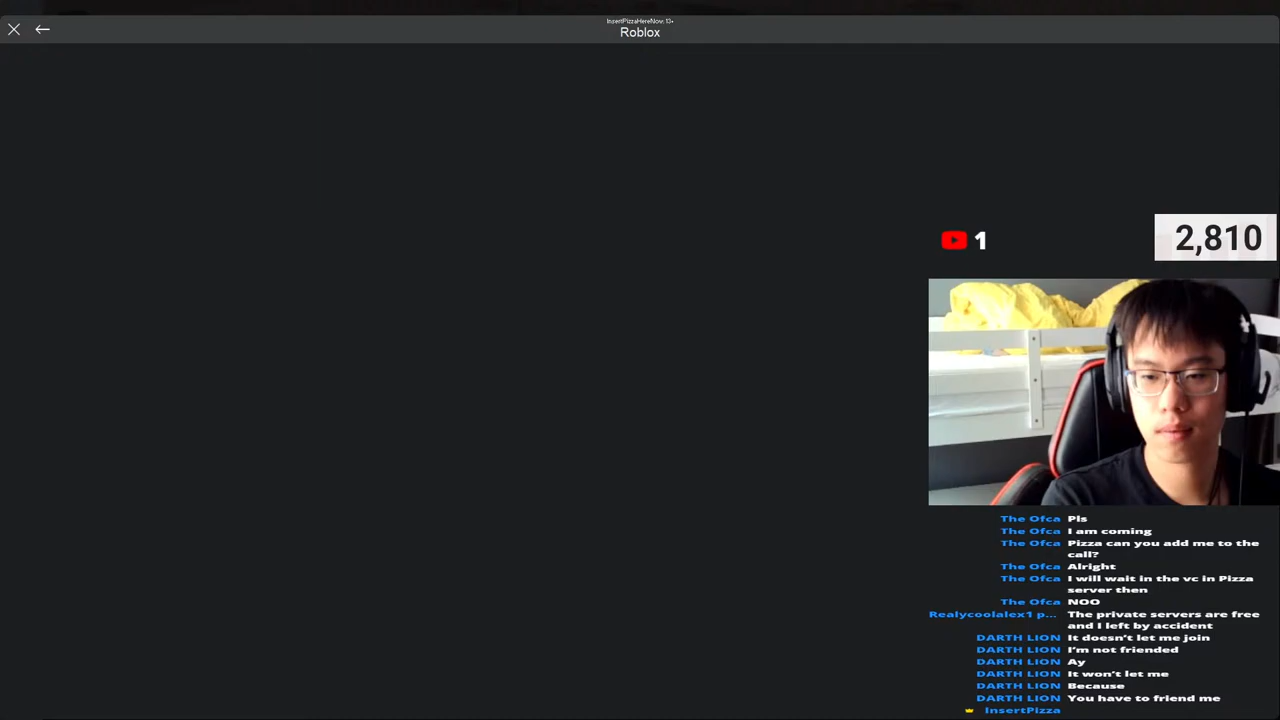 InsertPizzaHereNow: 13+
Roblox
1
2,810
The Ofca Pls
The Ofca I am coming
The Ofca Pizza can you add me to the
call?
The Ofca Alright
The Ofca I will wait in the vc in Pizza
server then
The Ofca NOO
Realycoolalex1 p... The private servers are free
and I left by accident
DARTH LION It doesn't let me join
DARTH LION I'm not friended
DARTH LION Ay
DARTH LION It won't let me
DARTH LION Because
DARTH LION You have to friend me
InsertPizza